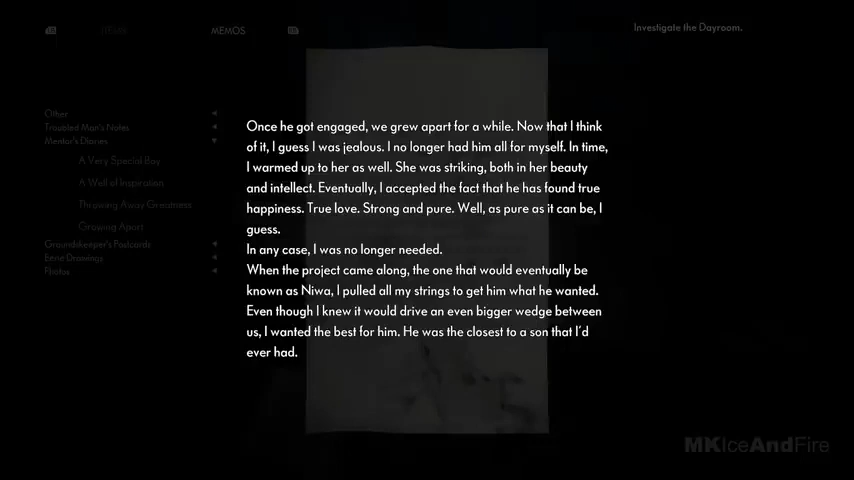 ITEMS
MEMOS
Investigate the Dayroom.
Other
Troubled Man's Notes
Mentor's Diaries
A Very Special Boy
A Well of Inspiration
Throwing Away Greatness
Growing Apart
Groundskeeper's Postcards
Eerie Drawings
Photos
Once he got engaged, we grew apart for a while. Now that I think
of it, I guess I was jealous. I no longer had him all for myself. In time,
I warmed up to her as well. She was striking, both in her beauty
and intellect. Eventually, I accepted the fact that he has found true
happiness. True love. Strong and pure. Well, as pure as it can be, I
guess.
In any case, I was no longer needed.
When the project came along, the one that would eventually be
known as Niwa, I pulled all my strings to get him what he wanted.
Even though I knew it would drive an even bigger wedge between
us, I wanted the best for him. He was the closest to a son that I'd
ever had.
MKIceAndFire